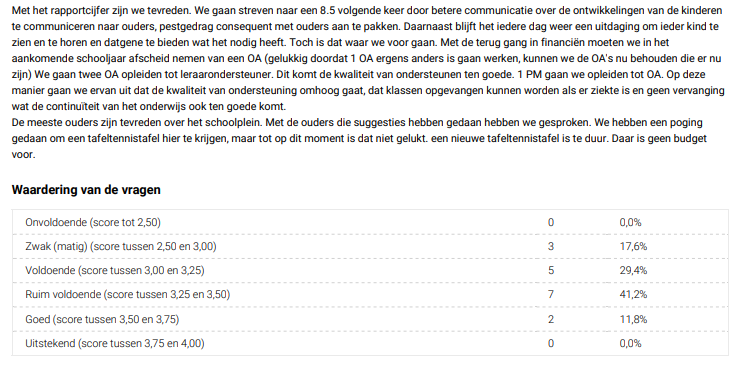 Met het rapportcijfer zijn we tevreden. We gaan streven naar een 8.5 volgende keer door betere communicatie over de ontwikkelingen van de kinderen
te communiceren naar ouders, pestgedrag consequent met ouders aan te pakken. Daarnaast blijft het iedere dag weer een uitdaging om ieder kind te
zien en te horen en datgene te bieden wat het nodig heeft. Toch is dat waar we voor gaan. Met de terug gang in financiën moeten we in het
aankomende schooljaar afscheid nemen van een OA (gelukkig doordat 1 OA ergens anders is gaan werken, kunnen we de OA's nu behouden die er nu
zijn) We gaan twee OA opleiden tot leraarondersteuner. Dit komt de kwaliteit van ondersteunen ten goede. 1 PM gaan we opleiden tot OA. Op deze
manier gaan we ervan uit dat de kwaliteit van ondersteuning omhoog gaat, dat klassen opgevangen kunnen worden als er ziekte is en geen vervanging
wat de continuïteit van het onderwijs ook ten goede komt.
De meeste ouders zijn tevreden over het schoolplein. Met de ouders die suggesties hebben gedaan hebben we gesproken. We hebben een poging
gedaan om een tafeltennistafel hier te krijgen, maar tot op dit moment is dat niet gelukt. een nieuwe tafeltennistafel is te duur. Daar is geen budget
voor.
Waardering van de vragen
Onvoldoende (score tot 2,50) 0 0,0%
Zwak (matig) (score tussen 2,50 en 3,00) 3 17,6%
Voldoende (score tussen 3,00 en 3,25) 5 29,4%
Ruim voldoende (score tussen 3,25 en 3,50) 7 41,2%
Goed (score tussen 3,50 en 3,75) 2 11,8%
Uitstekend (score tussen 3,75 en 4,00) 0 0,0%